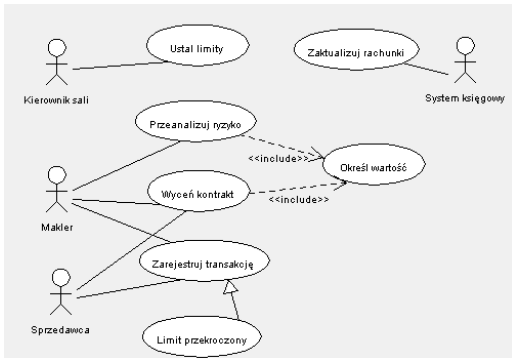 Ustal limity
Zaktualizuj rachunki
Kierownik sali
System księgowy
Przeanalizuj ryzyko
<<include>>
Określ wartość
Wyceń kontrakt
<<include>>
Makler
Zarejestruj transakcję
Sprzedawca
Limit przekroczony